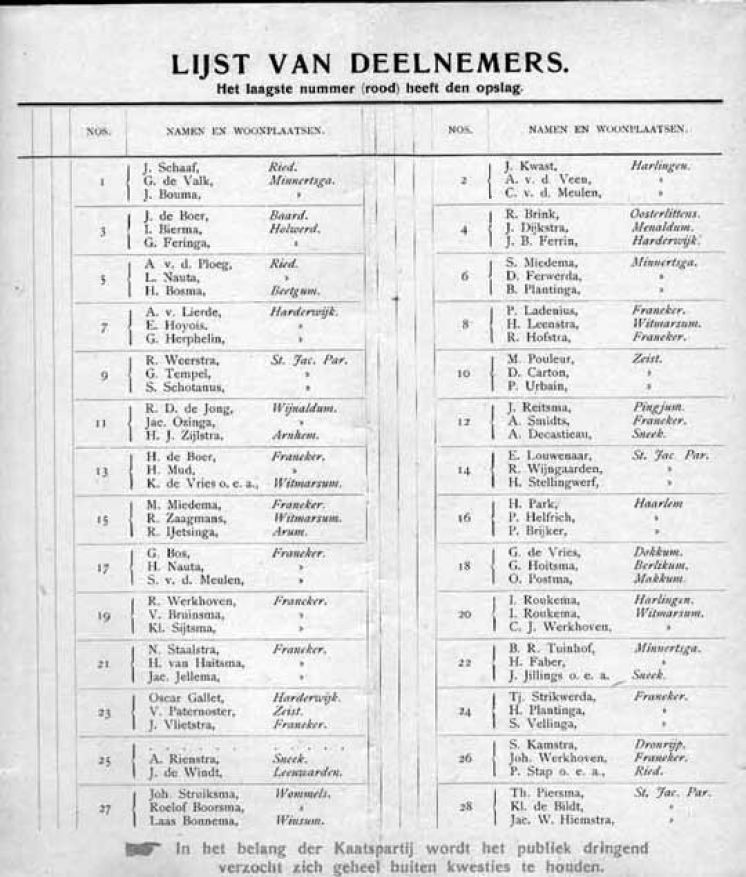 LIJST VAN DEELNEMERS.
Het laagste nummer (rood) heeft den opslag.
NOS. NAMEN EN WOONPLAATSEN.
1 J. Schaaf, Ried.
G. de Valk, Minnertsga.
J. Bouma, »
3 J. de Boer, Baard.
I. Bierma, Holwerd.
G. Feringa, »
5 A v. d. Ploeg, Ried.
L. Nauta, »
H. Bosma, Beetgum.
7 A. v. Lierde, Harderwijk.
E. Hoyois, »
G. Herphelin, »
9 R. Weerstra, St. Jac. Par.
G. Tempel, »
S. Schotanus, »
11 R. D. de Jong, Wijnaldum.
Jac. Ozinga, »
H. J. Zijlstra, Arnhem.
13 H. de Boer, Franeker.
H. Mud, »
K. de Vries o. e. a., Witmarsum.
15 M. Miedema, Franeker.
R. Zaagmans, Witmarsum.
R. IJetsinga, Arum.
17 G. Bos, Franeker.
H. Nauta, »
S. v. d. Meulen, »
19 R. Werkhoven, Franeker.
V. Bruinsma, »
Kl. Sijtsma, »
21 N. Staalstra, Franeker.
H. van Haitsma, »
Jac. Jellema, »
23 Oscar Gallet, Harderwijk.
V. Paternoster, Zeist.
J. Vlietstra, Franeker.
25 . . . . . . . . . . .
A. Rienstra, Sneek.
J. de Windt, Leeuwarden.
27 Joh. Struiksma, Wommels.
Roelof Boorsma, »
Laas Bonnema, Winsum.
NOS. NAMEN EN WOONPLAATSEN.
2 J. Kwast, Harlingen.
A. v. d. Veen, »
C. v. d. Meulen, »
4 R. Brink, Oosterlittens.
J. Dijkstra, Menaldum.
J. B. Ferrin, Harderwijk.
6 S. Miedema, Minnertsga.
D. Ferwerda, »
B. Plantinga, »
8 P. Ladenius, Franeker.
H. Leenstra, Witmarsum.
R. Hofstra, Franeker.
10 M. Pouleur, Zeist.
D. Carton, »
P. Urbain, »
12 J. Reitsma, Pingjum.
A. Smidts, Franeker.
A. Decastieau, Sneek.
14 E. Louwenaar, St. Jac. Par.
R. Wijngaarden, »
H. Stellingwerf, »
16 H. Park, Haarlem
P. Helfrich, »
P. Brijker, »
18 G. de Vries, Dokkum.
G. Hoitsma, Berlikum.
O. Postma, Makkum.
20 I. Roukema, Harlingen.
I. Roukema, Witmarsum.
C. J. Werkhoven, »
22 B. R. Tuinhof, Minnertsga.
H. Faber, »
J. Jillings o. e. a. Sneek.
24 Tj. Strikwerda, Franeker.
H. Plantinga, »
S. Vellinga, »
26 S. Kamstra, Dronrijp.
Joh. Werkhoven, Franeker.
P. Stap o. e. a., Ried.
28 Th. Piersma, St. Jac. Par.
Kl. de Bildt, »
Jac. W. Hiemstra, »
In het belang der Kaatspartij wordt het publiek dringend
verzocht zich geheel buiten kwesties te houden.